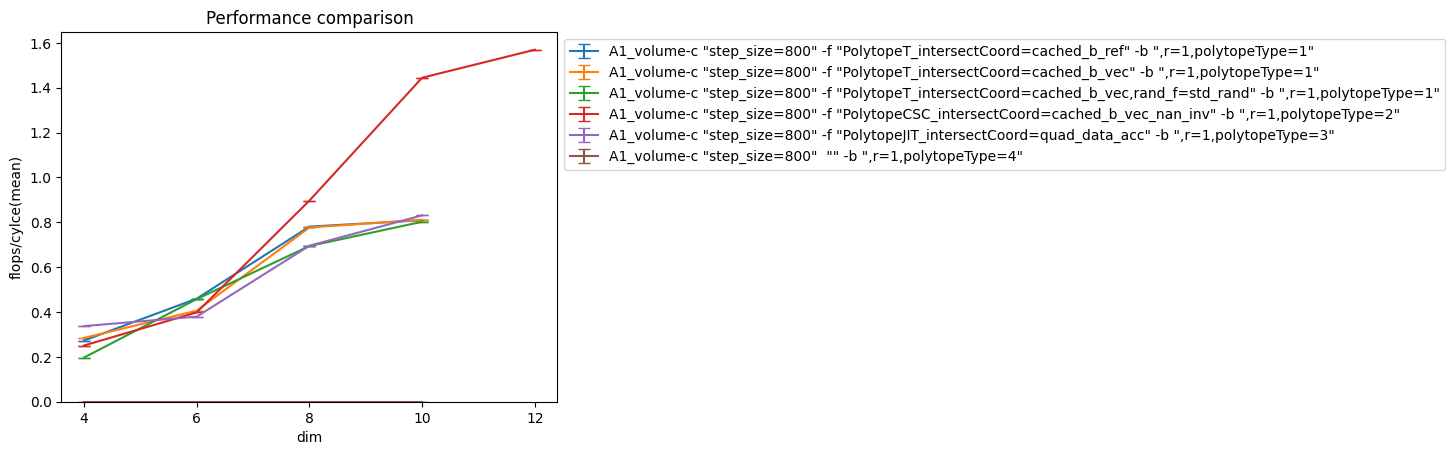 Performance comparison
A1_volume-c "step_size=800" -f "PolytopeT_intersectCoord=cached_b_ref" -b ",r=1,polytopeType=1"
A1_volume-c "step_size=800" -f "PolytopeT_intersectCoord=cached_b_vec" -b ",r=1,polytopeType=1"
A1_volume-c "step_size=800" -f "PolytopeT_intersectCoord=cached_b_vec,rand_f=std_rand" -b ",r=1,polytopeType=1"
A1_volume-c "step_size=800" -f "PolytopeCSC_intersectCoord=cached_b_vec_nan_inv" -b ",r=1,polytopeType=2"
A1_volume-c "step_size=800" -f "PolytopeJIT_intersectCoord=quad_data_acc" -b ",r=1,polytopeType=3"
A1_volume-c "step_size=800"  "" -b ",r=1,polytopeType=4"
flops/cylce(mean)
1.6
1.4
1.2
1.0
0.8
0.6
0.4
0.2
0.0
4 6 8 10 12
dim